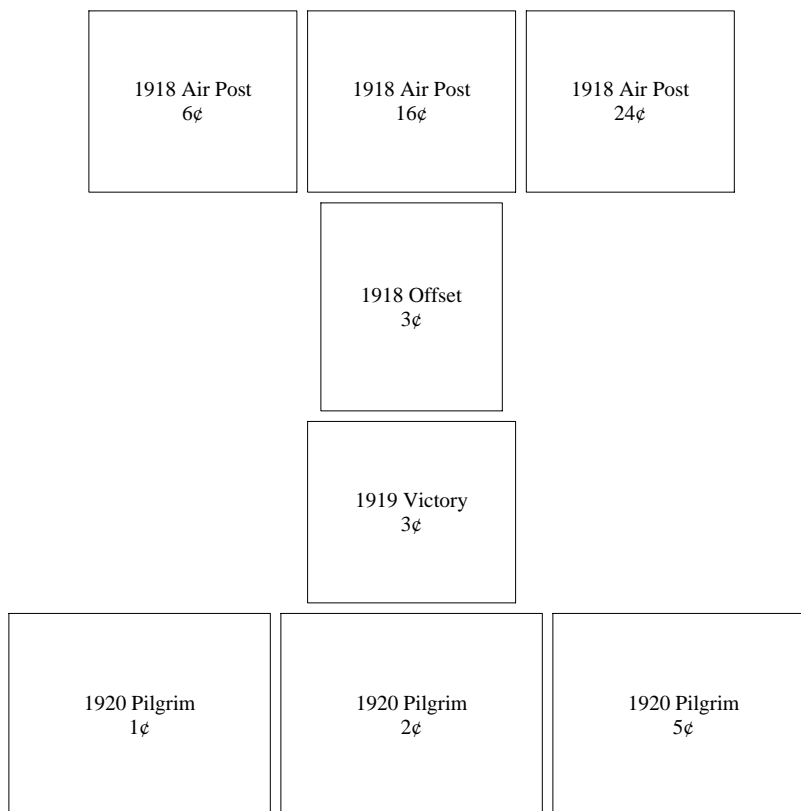 1918 Air Post
6¢
1918 Air Post
16¢
1918 Air Post
24¢
1918 Offset
3¢
1919 Victory
3¢
1920 Pilgrim
1¢
1920 Pilgrim
2¢
1920 Pilgrim
5¢